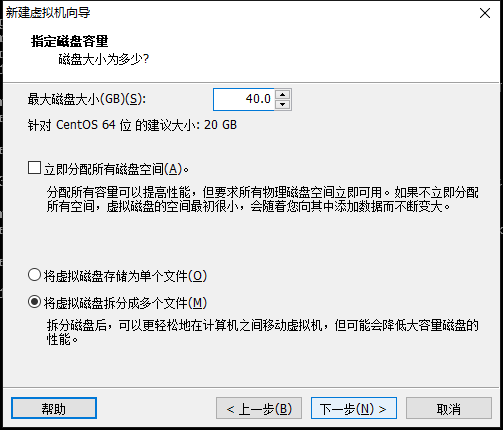 新建虚拟机向导
指定磁盘容量
磁盘大小为多少?
最大磁盘大小(GB)(S): 40.0
针对 CentOS 64 位 的建议大小: 20 GB
立即分配所有磁盘空间(A)。
分配所有容量可以提高性能，但要求所有物理磁盘空间立即可用。如果不立即分配
所有空间，虚拟磁盘的空间最初很小，会随着您向其中添加数据而不断变大。
将虚拟磁盘存储为单个文件(O)
将虚拟磁盘拆分成多个文件(M)
拆分磁盘后，可以更轻松地在计算机之间移动虚拟机，但可能会降低大容量磁盘的
性能。
帮助 < 上一步(B) 下一步(N) > 取消